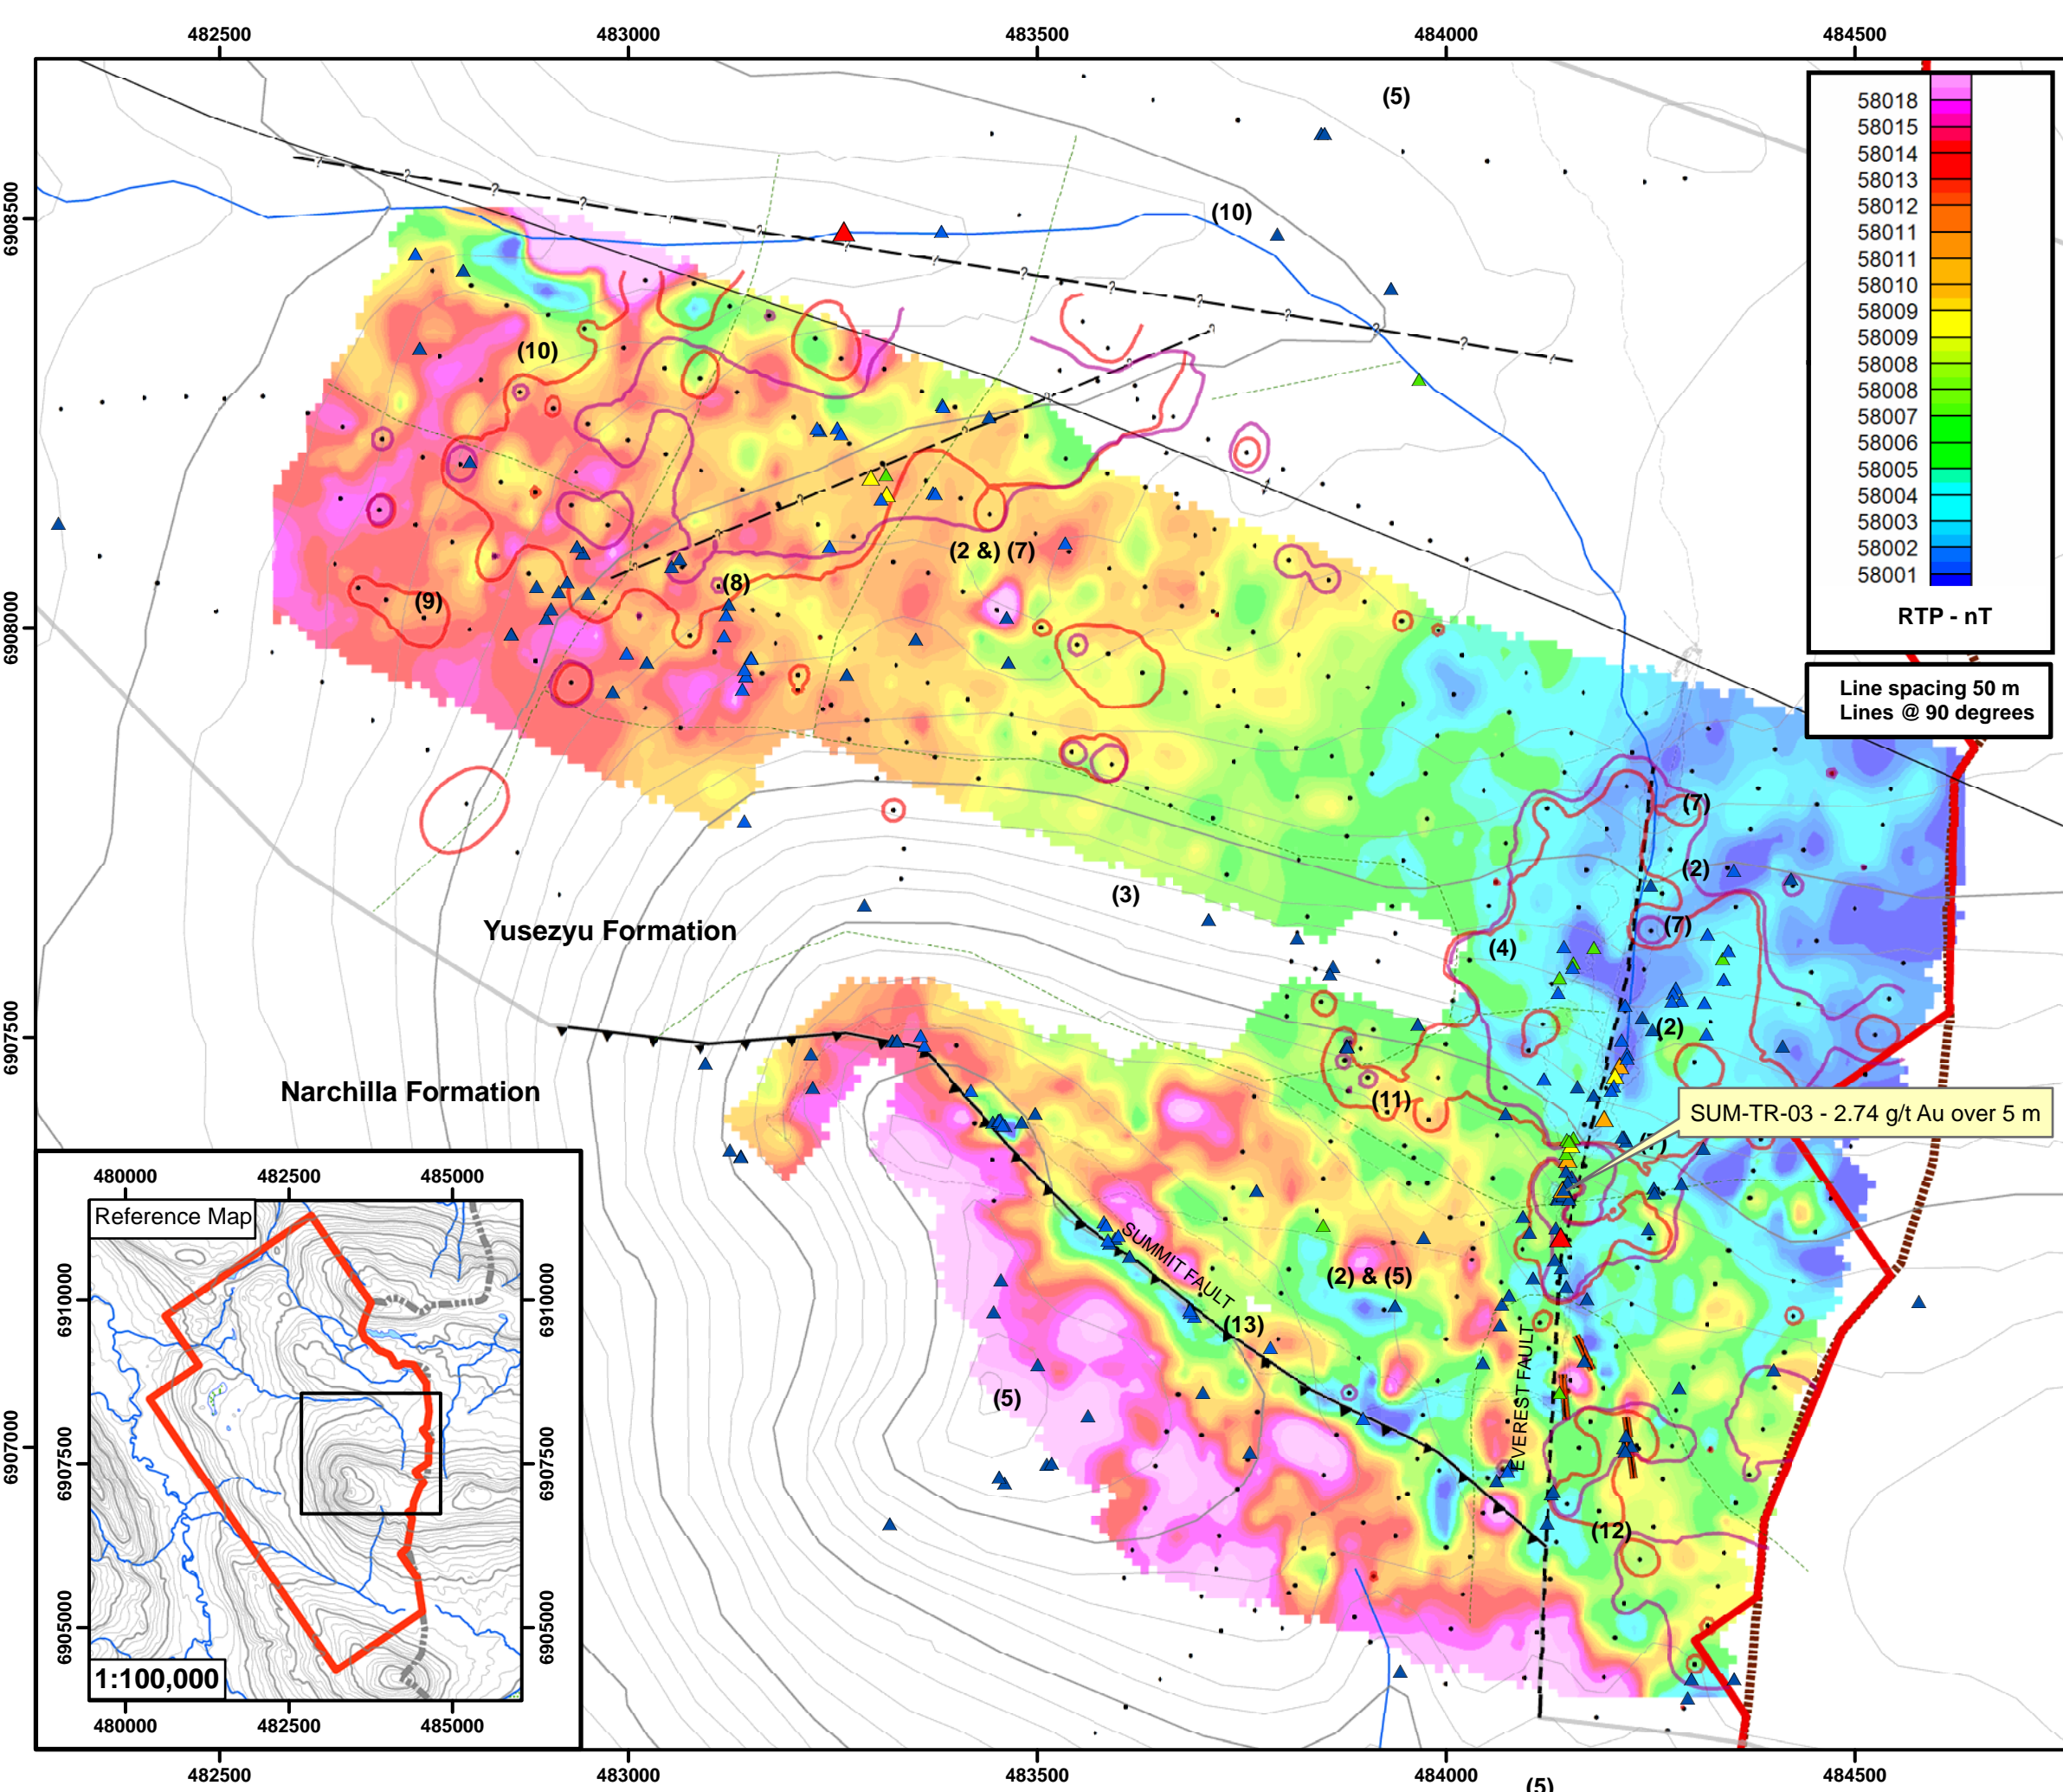 482500 483000 483500 484000 484500
(5)
58018
58015
58014
58013
58012
58011
58011
58010
58009
58009
58008
58008
58007
58006
58005
58004
58003
58002
58001
RTP - nT
Line spacing 50 m
Lines @ 90 degrees
6908500
(10)
(10)
(2 &) (7)
(8)
(9)
6908000
(7)
(2)
(3)
(7)
Yusezyu Formation
(4)
(2)
6907500
Narchilla Formation
(11)
SUM-TR-03 - 2.74 g/t Au over 5 m
SUMMIT FAULT
(2) & (5)
(13)
EVEREST FAULT
(5)
6907000
(12)
480000 482500 485000
Reference Map
6910000 6910000
6907500 6907500
6905000 6905000
1:100,000
480000 482500 485000
482500 483000 483500 484000 484500
(5)